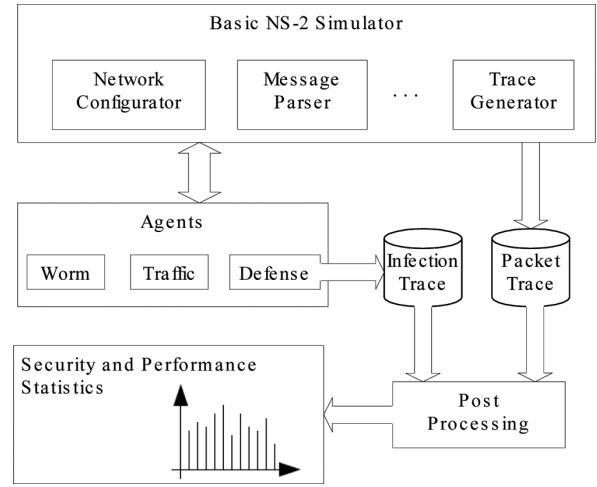 Basic NS-2 Simulator
Network
Configurator
Message
Parser
...
Trace
Generator
Agents
Worm
Traffic
Defense
Infection
Trace
Packet
Trace
Security and Performance
Statistics
Post
Processing